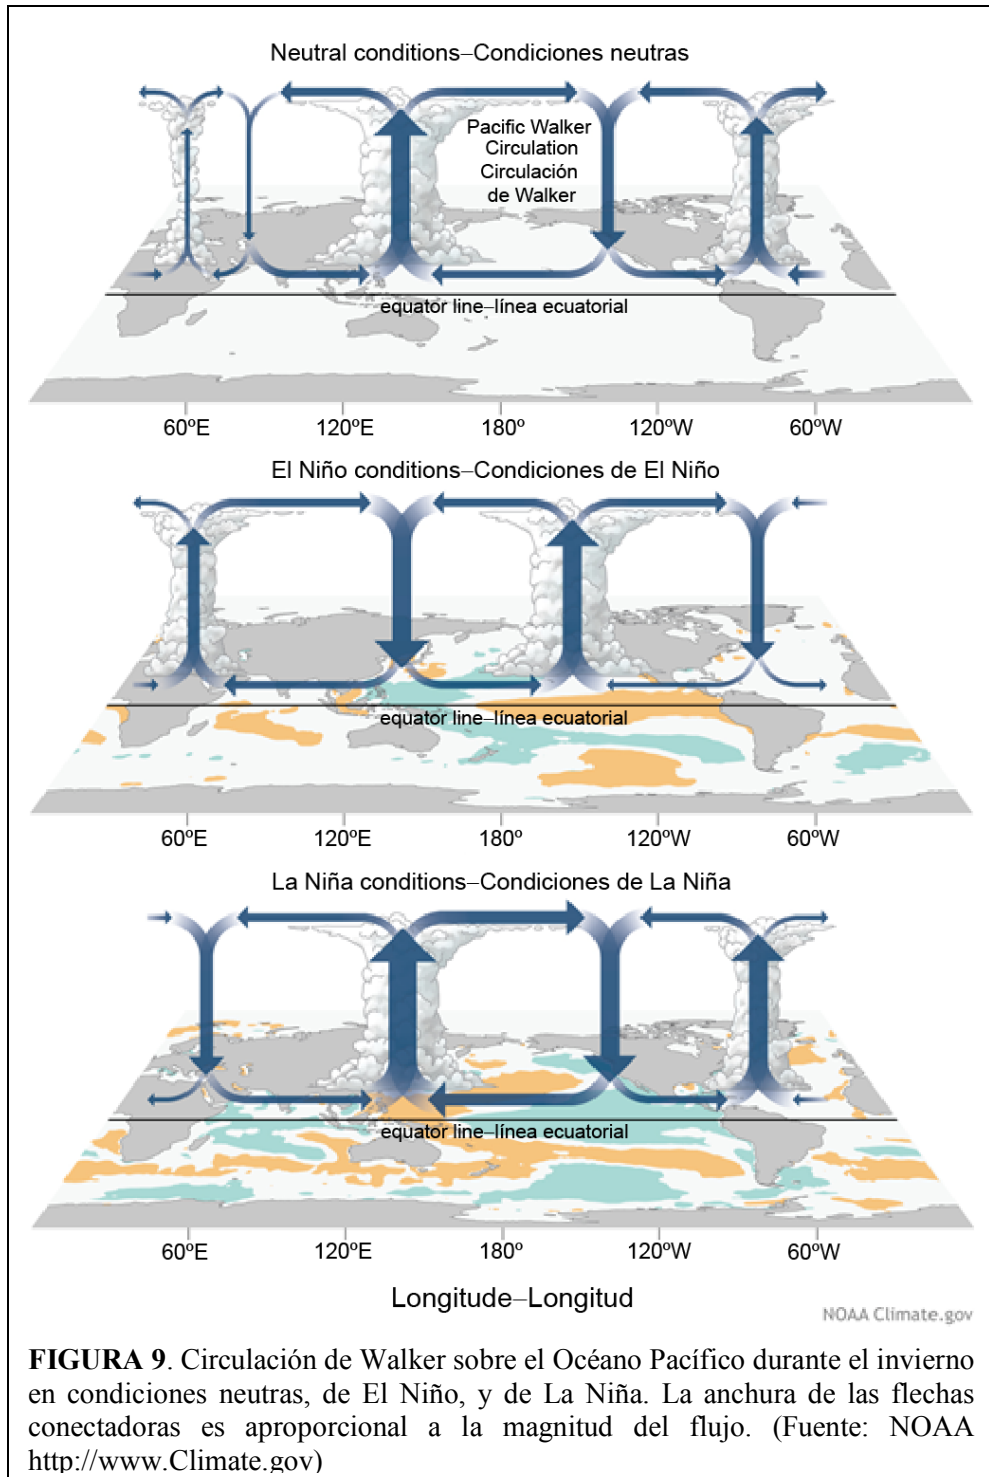 Neutral conditions–Condiciones neutras
Pacific Walker
Circulation
Circulación
de Walker
equator line–línea ecuatorial
60ºE 120ºE 180º 120ºW 60ºW
El Niño conditions–Condiciones de El Niño
equator line–línea ecuatorial
60ºE 120ºE 180º 120ºW 60ºW
La Niña conditions–Condiciones de La Niña
equator line–línea ecuatorial
60ºE 120ºE 180º 120ºW 60ºW
Longitude–Longitud
NOAA Climate.gov
FIGURA 9. Circulación de Walker sobre el Océano Pacífico durante el invierno
en condiciones neutras, de El Niño, y de La Niña. La anchura de las flechas
conectadoras es aproporcional a la magnitud del flujo. (Fuente: NOAA
http://www.Climate.gov)